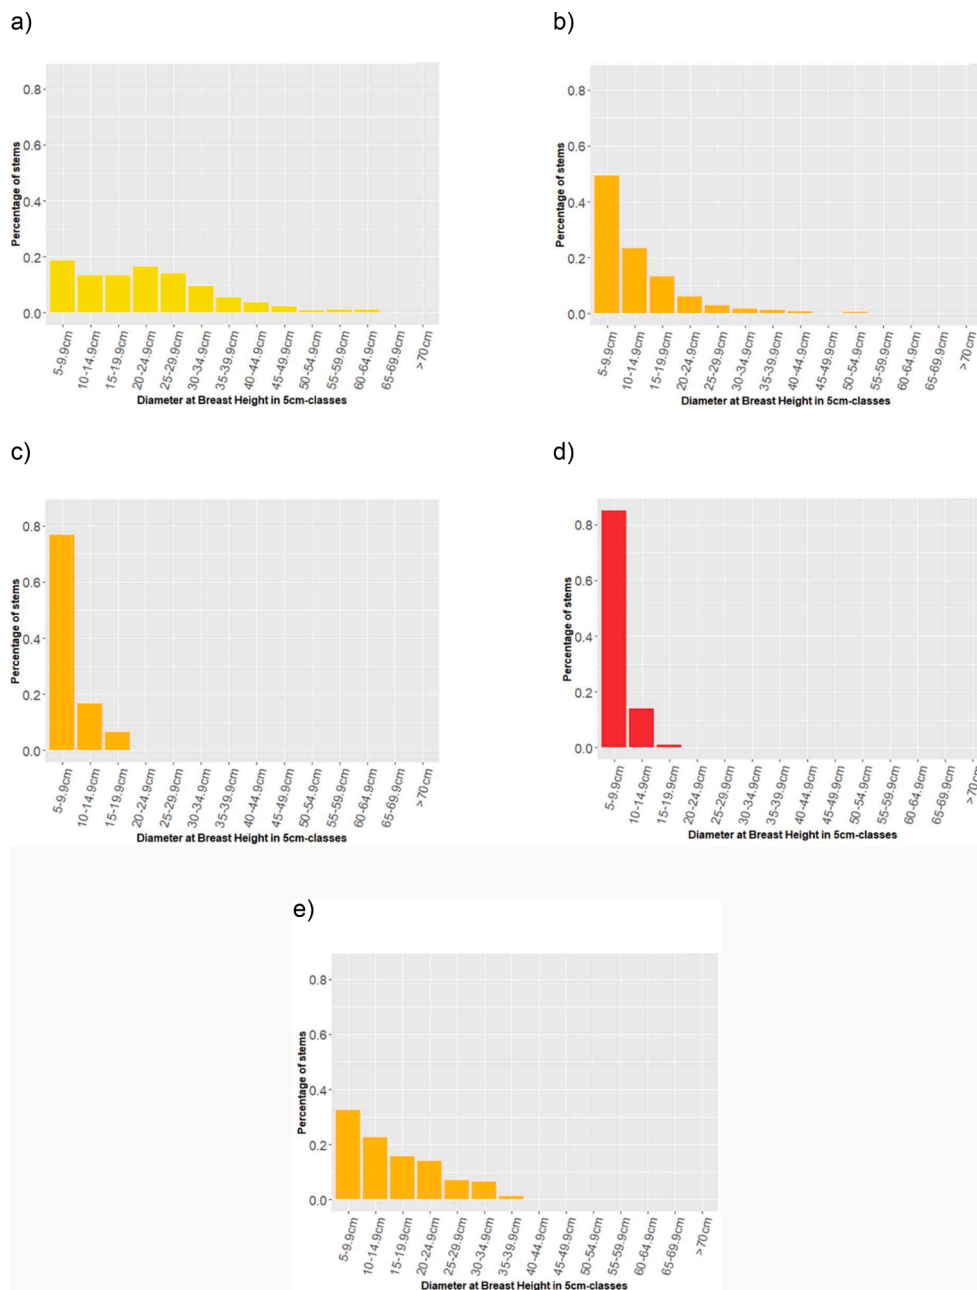 a)
b)
Percentage of stems
0.8
0.6
0.4
0.2
0.0
5-9.9cm
10-14.9cm
15-19.9cm
20-24.9cm
25-29.9cm
30-34.9cm
35-39.9cm
40-44.9cm
45-49.9cm
50-54.9cm
55-59.9cm
60-64.9cm
65-69.9cm
>70cm
Diameter at Breast Height in 5cm-classes
Percentage of stems
0.8
0.6
0.4
0.2
0.0
5-9.9cm
10-14.9cm
15-19.9cm
20-24.9cm
25-29.9cm
30-34.9cm
35-39.9cm
40-44.9cm
45-49.9cm
50-54.9cm
55-59.9cm
60-64.9cm
65-69.9cm
>70cm
Diameter at Breast Height in 5cm-classes
c)
d)
Percentage of stems
0.8
0.6
0.4
0.2
0.0
5-9.9cm
10-14.9cm
15-19.9cm
20-24.9cm
25-29.9cm
30-34.9cm
35-39.9cm
40-44.9cm
45-49.9cm
50-54.9cm
55-59.9cm
60-64.9cm
65-69.9cm
>70cm
Diameter at Breast Height in 5cm-classes
Percentage of stems
0.8
0.6
0.4
0.2
0.0
5-9.9cm
10-14.9cm
15-19.9cm
20-24.9cm
25-29.9cm
30-34.9cm
35-39.9cm
40-44.9cm
45-49.9cm
50-54.9cm
55-59.9cm
60-64.9cm
65-69.9cm
>70cm
Diameter at Breast Height in 5cm-classes
e)
Percentage of stems
0.8
0.6
0.4
0.2
0.0
5-9.9cm
10-14.9cm
15-19.9cm
20-24.9cm
25-29.9cm
30-34.9cm
35-39.9cm
40-44.9cm
45-49.9cm
50-54.9cm
55-59.9cm
60-64.9cm
65-69.9cm
>70cm
Diameter at Breast Height in 5cm-classes